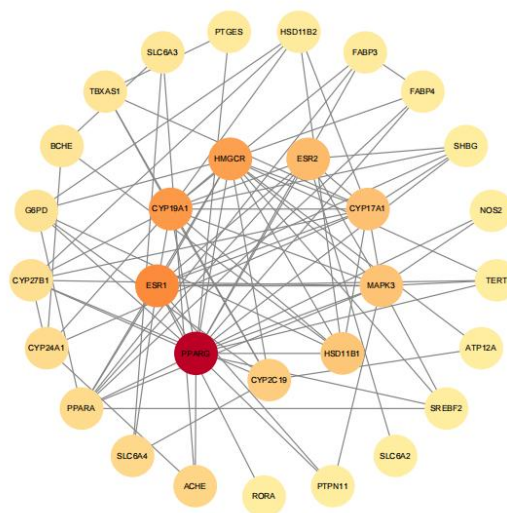 PTGES
HSD11B2
SLC6A3
FABP3
TBXAS1
FABP4
BCHE
HMGCR
ESR2
SHBG
G6PD
CYP19A1
CYP17A1
NOS2
CYP27B1
ESR1
MAPK3
TERT
CYP24A1
PPARG
HSD11B1
ATP12A
CYP2C19
PPARA
SREBF2
SLC6A4
SLC6A2
ACHE
RORA
PTPN11